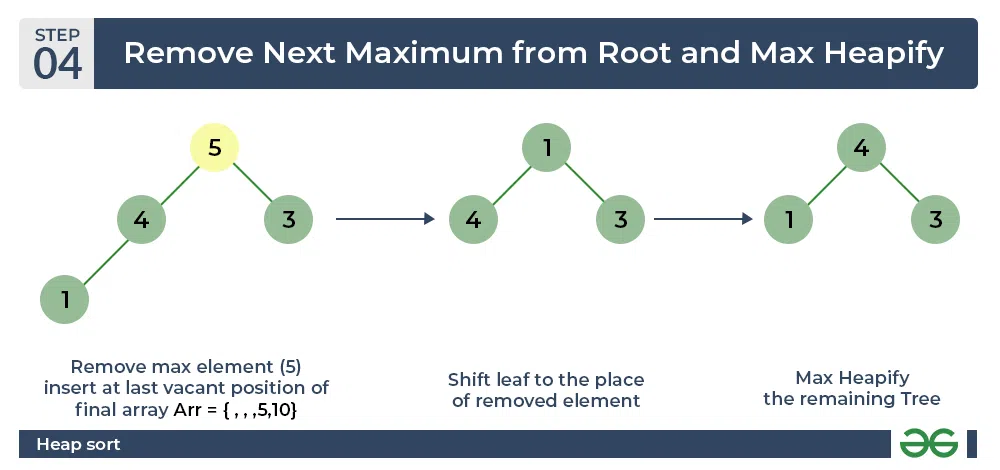 STEP
04
Remove Next Maximum from Root and Max Heapify
5
4
3
1
1
4
3
4
1
3
Remove max element (5)
insert at last vacant position of
final array Arr = { , , ,5,10}
Shift leaf to the place
of removed element
Max Heapify
the remaining Tree
Heap sort